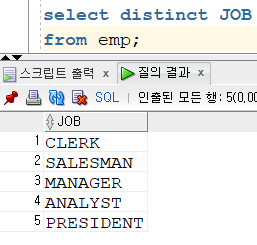 select distinct JOB
from emp;
스크립트 출력 x 질의 결과 x
SQL | 인출된 모든 행: 5(0,00
JOB
1 CLERK
2 SALESMAN
3 MANAGER
4 ANALYST
5 PRESIDENT